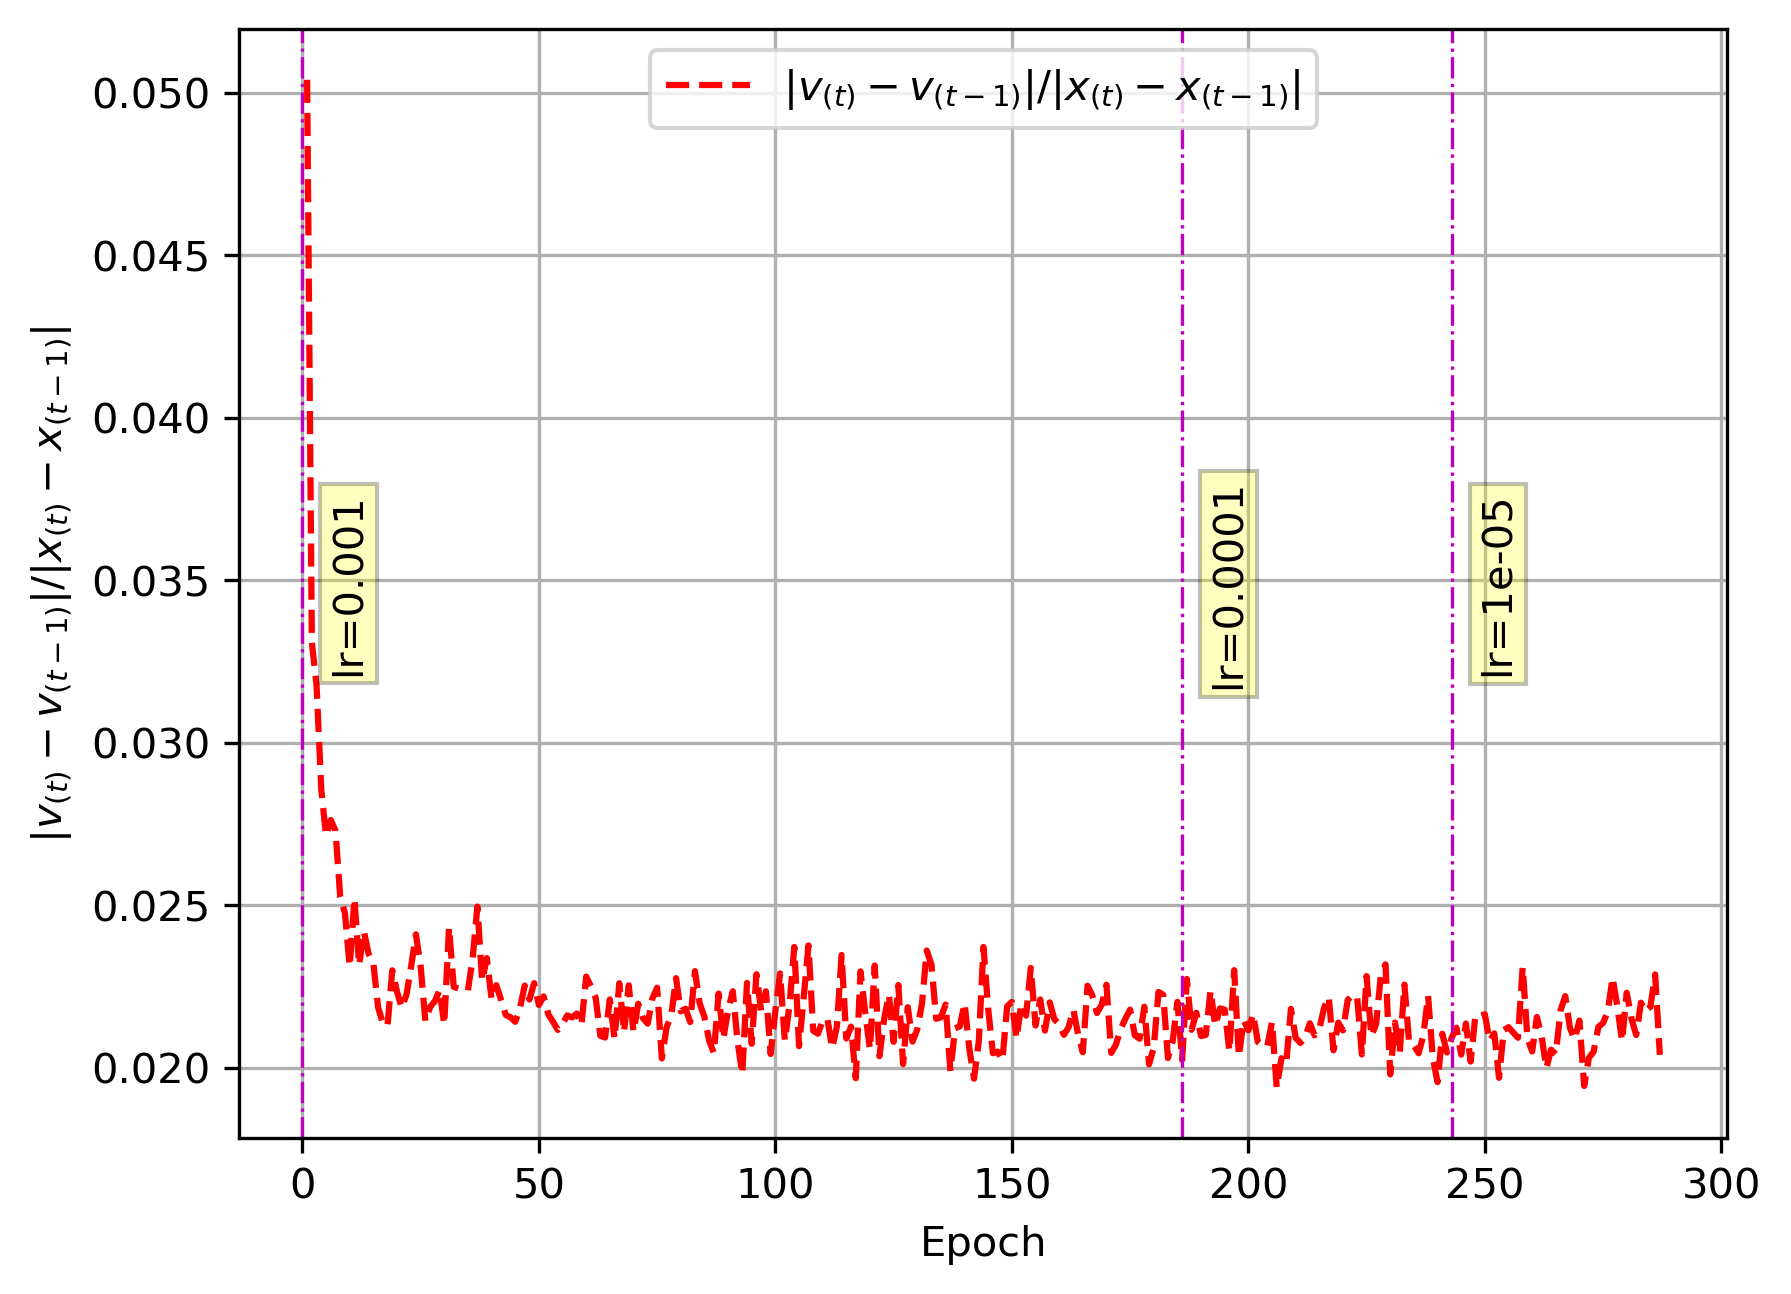 |v(t) − v(t − 1)|/|x(t) − x(t − 1)|
0.050
0.045
0.040
0.035
0.030
0.025
0.020
|v(t) − v(t − 1)|/|x(t) − x(t − 1)|
lr=0.001
lr=0.0001
lr=1e-05
0
50
100
150
200
250
300
Epoch